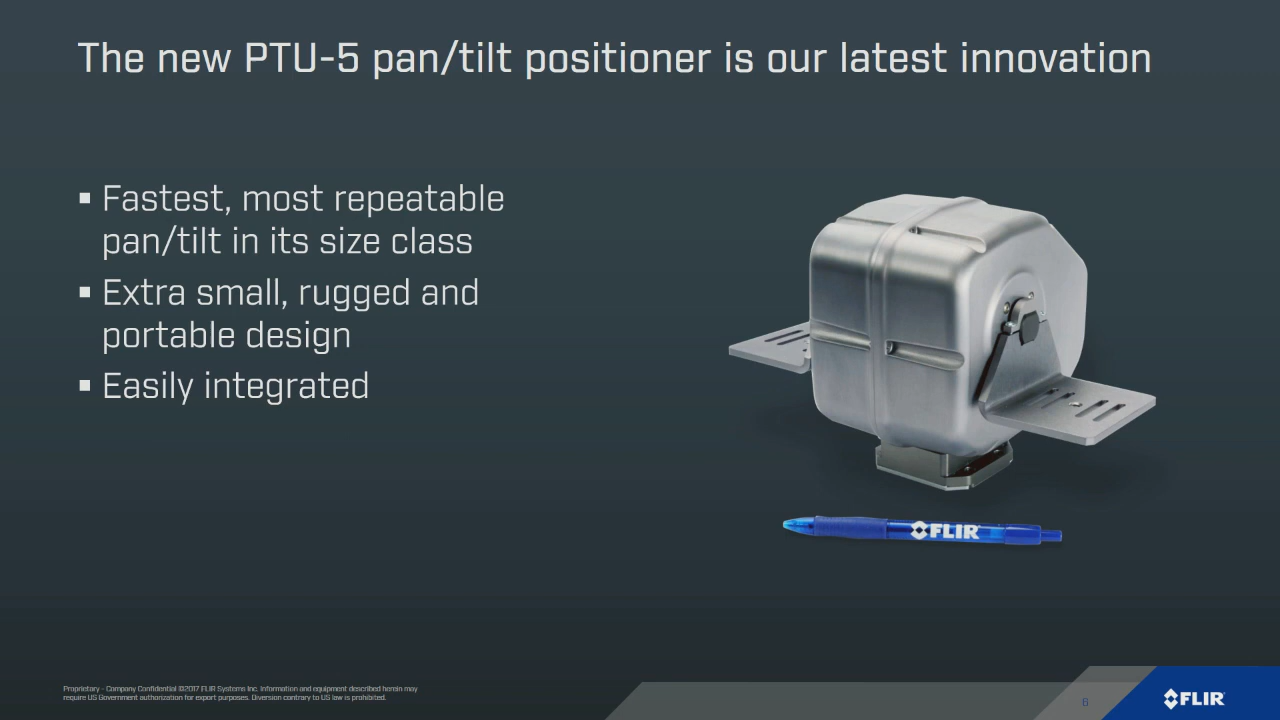 The new PTU-5 pan/tilt positioner is our latest innovation
▪ Fastest, most repeatable
pan/tilt in its size class
▪ Extra small, rugged and
portable design
▪ Easily integrated
FLIR
Proprietary - Company Confidential ©2017 FLIR Systems Inc. Information and equipment described herein may
require US Government authorization for export purposes. Diversion contrary to US law is prohibited.
6
FLIR